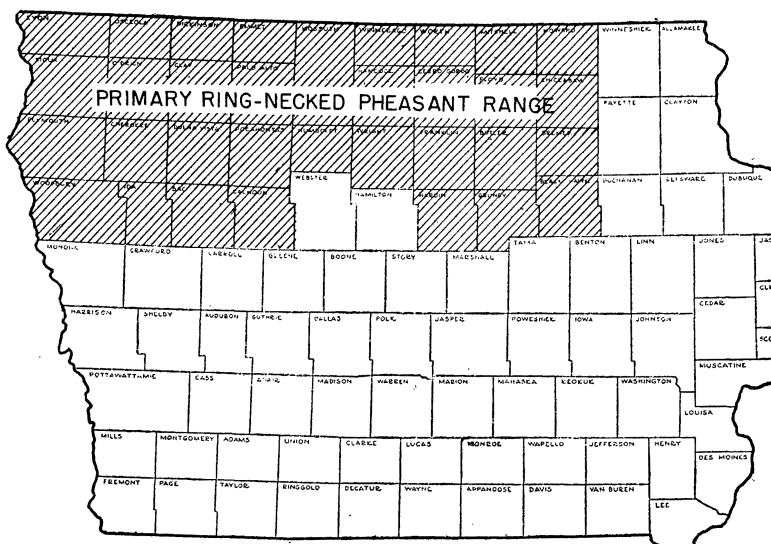 LYON OSCEOLA DICKINSON EMMET KOSSUTH WINNEBAGO WORTH MITCHELL HOWARD WINNESHIEK ALLAMAKEE
SIOUX O'BRIEN CLAY PALO ALTO HANCOCK CERRO GORDO FLOYD CHICKASAW
PRIMARY RING-NECKED PHEASANT RANGE
FAYETTE CLAYTON
PLYMOUTH CHEROKEE BUENA VISTA POCAHONTAS HUMBOLDT WRIGHT FRANKLIN BUTLER BREMER
WOODBURY IDA SAC CALHOUN WEBSTER HAMILTON HARDIN GRUNDY BLACK HAWK BUCHANAN DELAWARE DUBUQUE
MONONA CRAWFORD CARROLL GREENE BOONE STORY MARSHALL TAMA BENTON LINN JONES JAC
CLI
CEDAR
HARRISON SHELBY AUDUBON GUTHRIE DALLAS POLK JASPER POWESHIEK IOWA JOHNSON
SCO
MUSCATINE
POTTAWATTAMIE CASS ADAIR MADISON WARREN MARION MAHASKA KEOKUK WASHINGTON
LOUISA
MILLS MONTGOMERY ADAMS UNION CLARKE LUCAS MONROE WAPELLO JEFFERSON HENRY
DES MOINES
FREMONT PAGE TAYLOR RINGGOLD DECATUR WAYNE APPANOOSE DAVIS VAN BUREN
LEE